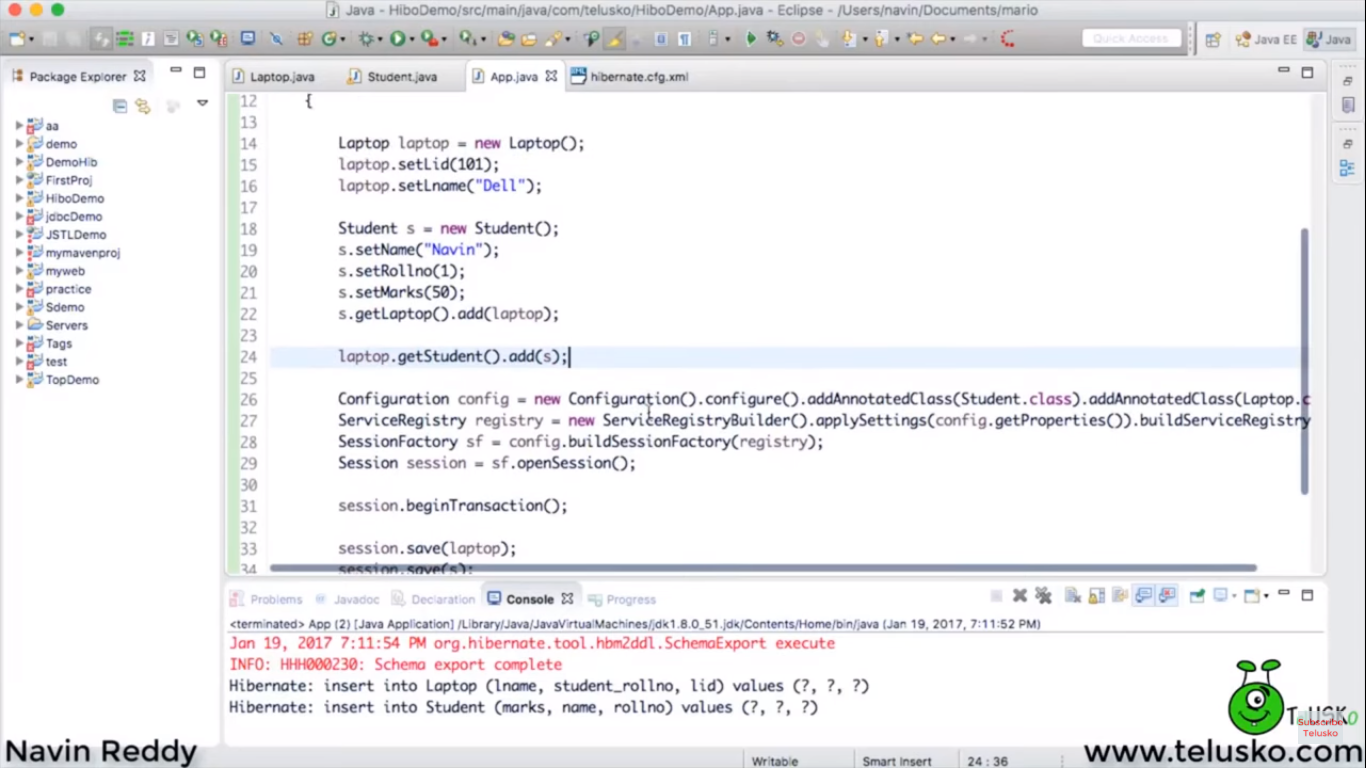 Java - HiboDemo/src/main/java/com/telusko/HiboDemo/App.java - Eclipse - /Users/navin/Documents/mario
Quick Access
Java EE
Java
Package Explorer
Laptop.java
Student.java
App.java
hibernate.cfg.xml
aa
demo
DemoHib
FirstProj
HiboDemo
jdbcDemo
JSTLDemo
mymavenproj
myweb
practice
Sdemo
Servers
Tags
test
TopDemo
12 {
13
14 Laptop laptop = new Laptop();
15 laptop.setLid(101);
16 laptop.setLname("Dell");
17
18 Student s = new Student();
19 s.setName("Navin");
20 s.setRollno(1);
21 s.setMarks(50);
22 s.getLaptop().add(laptop);
23
24 laptop.getStudent().add(s);
25
26 Configuration config = new Configuration().configure().addAnnotatedClass(Student.class).addAnnotatedClass(Laptop.c
27 ServiceRegistry registry = new ServiceRegistryBuilder().applySettings(config.getProperties()).buildServiceRegistry
28 SessionFactory sf = config.buildSessionFactory(registry);
29 Session session = sf.openSession();
30
31 session.beginTransaction();
32
33 session.save(laptop);
34 session.save(s);
Problems
Javadoc
Declaration
Console
Progress
<terminated> App (2) [Java Application] /Library/Java/JavaVirtualMachines/jdk1.8.0_51.jdk/Contents/Home/bin/java (Jan 19, 2017, 7:11:52 PM)
Jan 19, 2017 7:11:54 PM org.hibernate.tool.hbm2ddl.SchemaExport execute
INFO: HHH000230: Schema export complete
Hibernate: insert into Laptop (lname, student_rollno, lid) values (?, ?, ?)
Hibernate: insert into Student (marks, name, rollno) values (?, ?, ?)
Subscribe
Telusko
Navin Reddy
www.telusko.com
Writable
Smart Insert
24 : 36